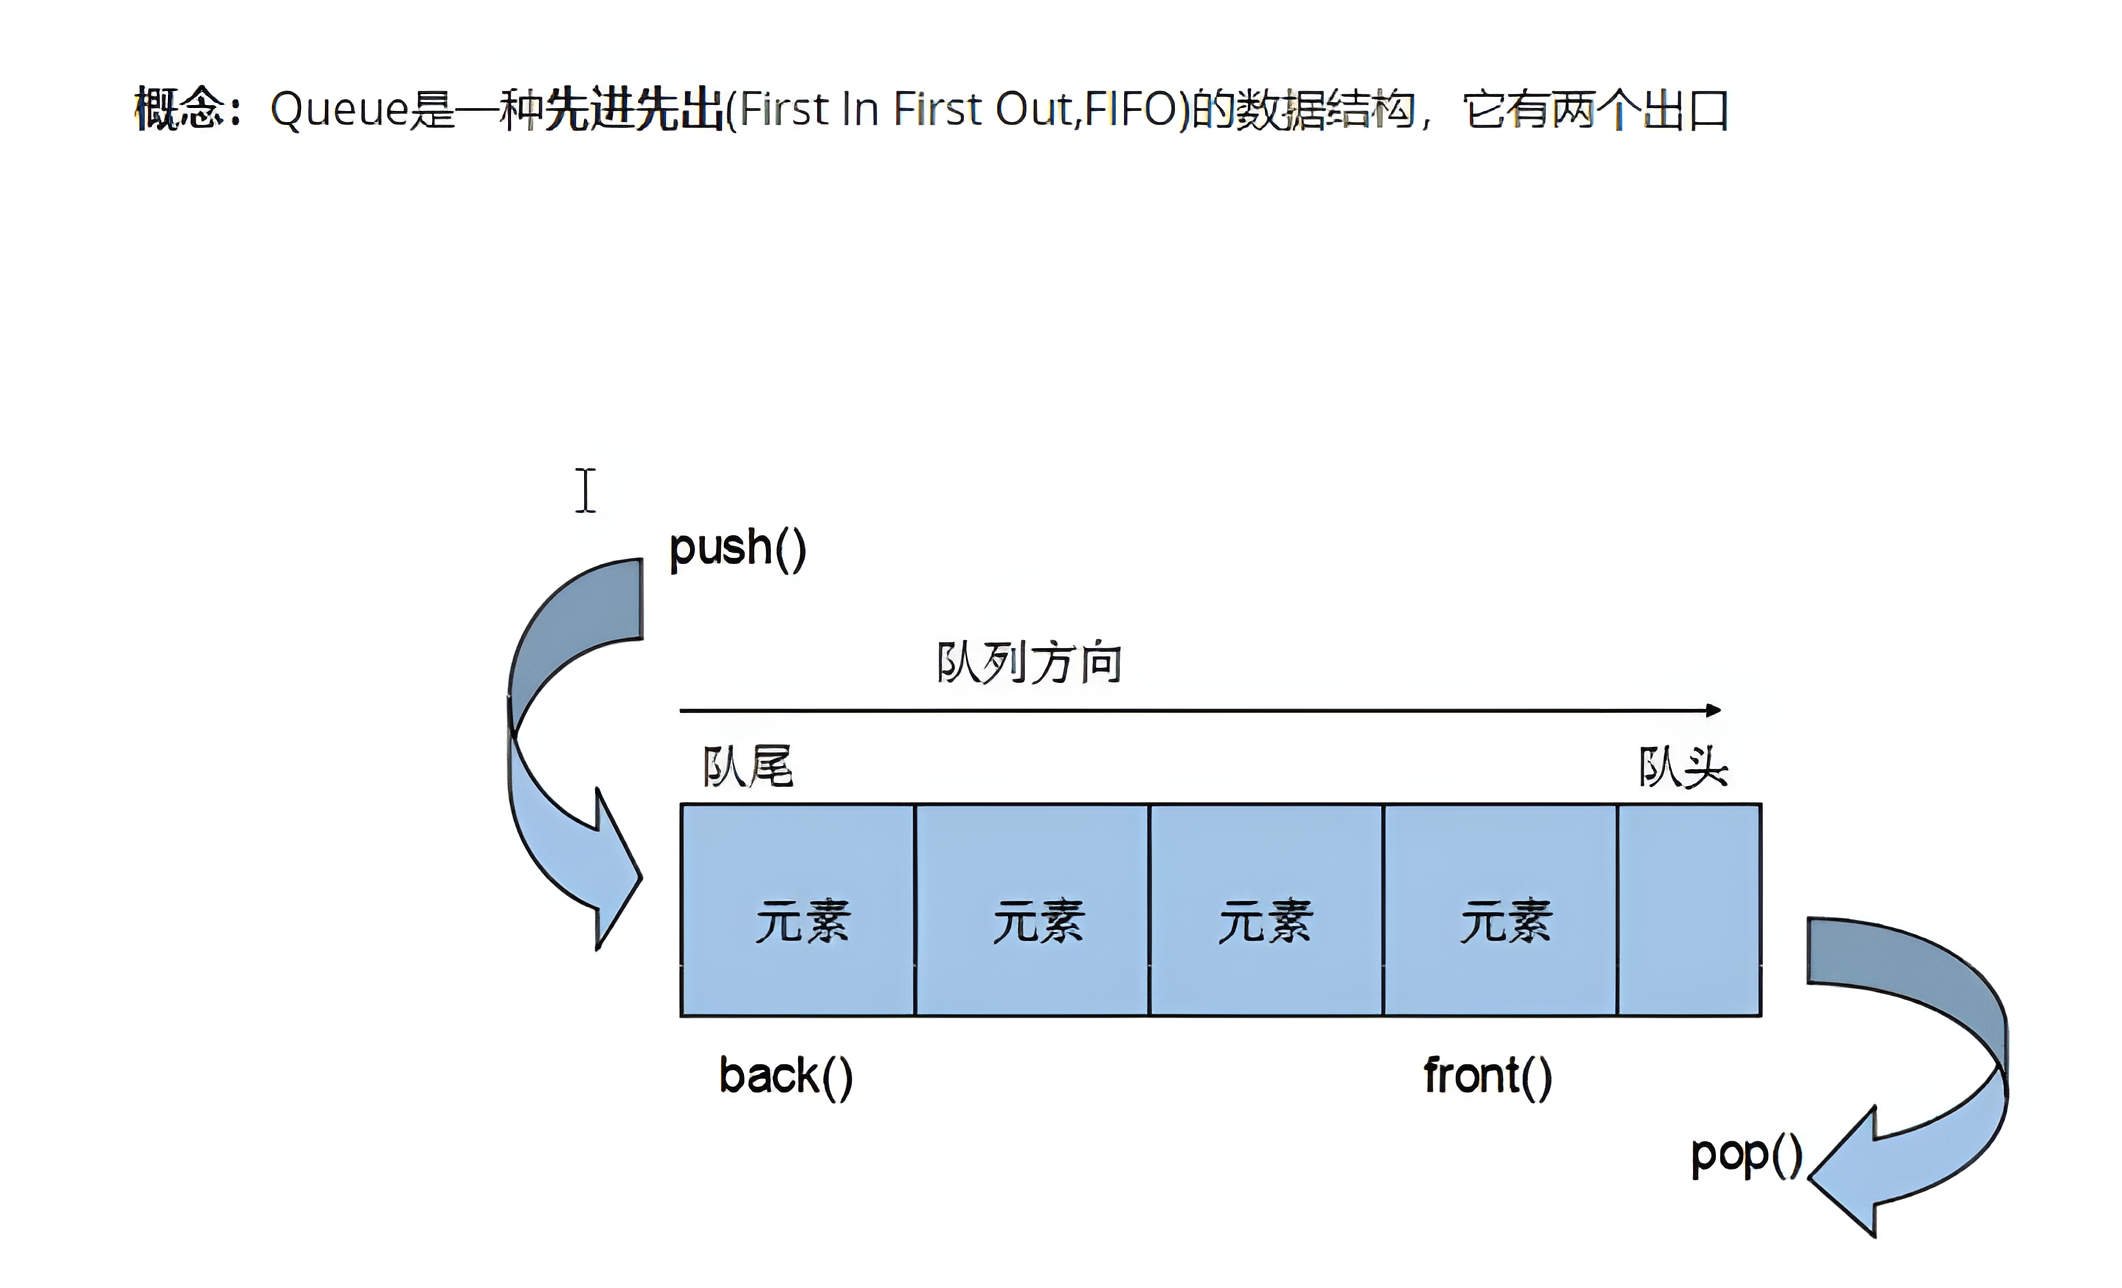 概念：Queue是一种先进先出(First In First Out,FIFO)的数据结构，它有两个出口
push()
队列方向
队尾 队头
元素 元素 元素 元素
back() front()
pop()